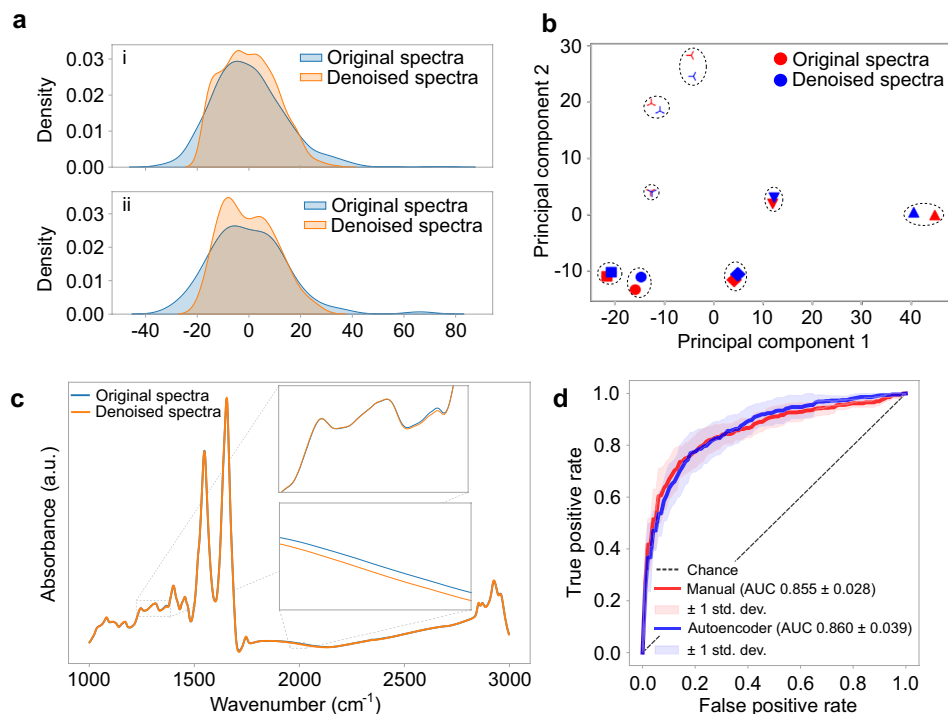 a
i
Original spectra
Denoised spectra
Density
0.03
0.02
0.01
0.00
ii
Original spectra
Denoised spectra
Density
0.03
0.02
0.01
0.00
-40 -20 0 20 40 60 80
b
Original spectra
Denoised spectra
Principal component 2
30
20
10
0
-10
-20 -10 0 10 20 30 40
Principal component 1
c
Original spectra
Denoised spectra
Absorbance (a.u.)
1000 1500 2000 2500 3000
Wavenumber (cm⁻¹)
d
True positive rate
1.0
0.8
0.6
0.4
0.2
0.0
Chance
Manual (AUC 0.855 ± 0.028)
± 1 std. dev.
Autoencoder (AUC 0.860 ± 0.039)
± 1 std. dev.
0.0 0.2 0.4 0.6 0.8 1.0
False positive rate